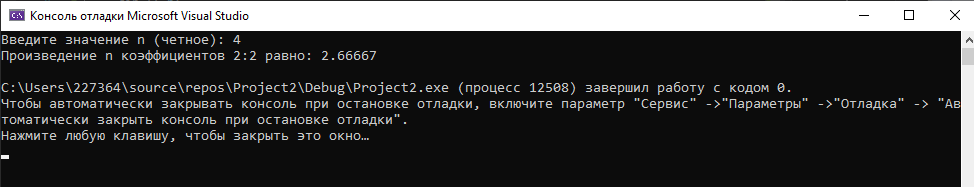 Консоль отладки Microsoft Visual Studio
Введите значение n (четное): 4
Произведение n коэффициентов 2:2 равно: 2.66667
C:\Users\227364\source\repos\Project2\Debug\Project2.exe (процесс 12508) завершил работу с кодом 0.
Чтобы автоматически закрывать консоль при остановке отладки, включите параметр "Сервис" ->"Параметры" ->"Отладка" -> "Ав
томатически закрыть консоль при остановке отладки".
Нажмите любую клавишу, чтобы закрыть это окно…